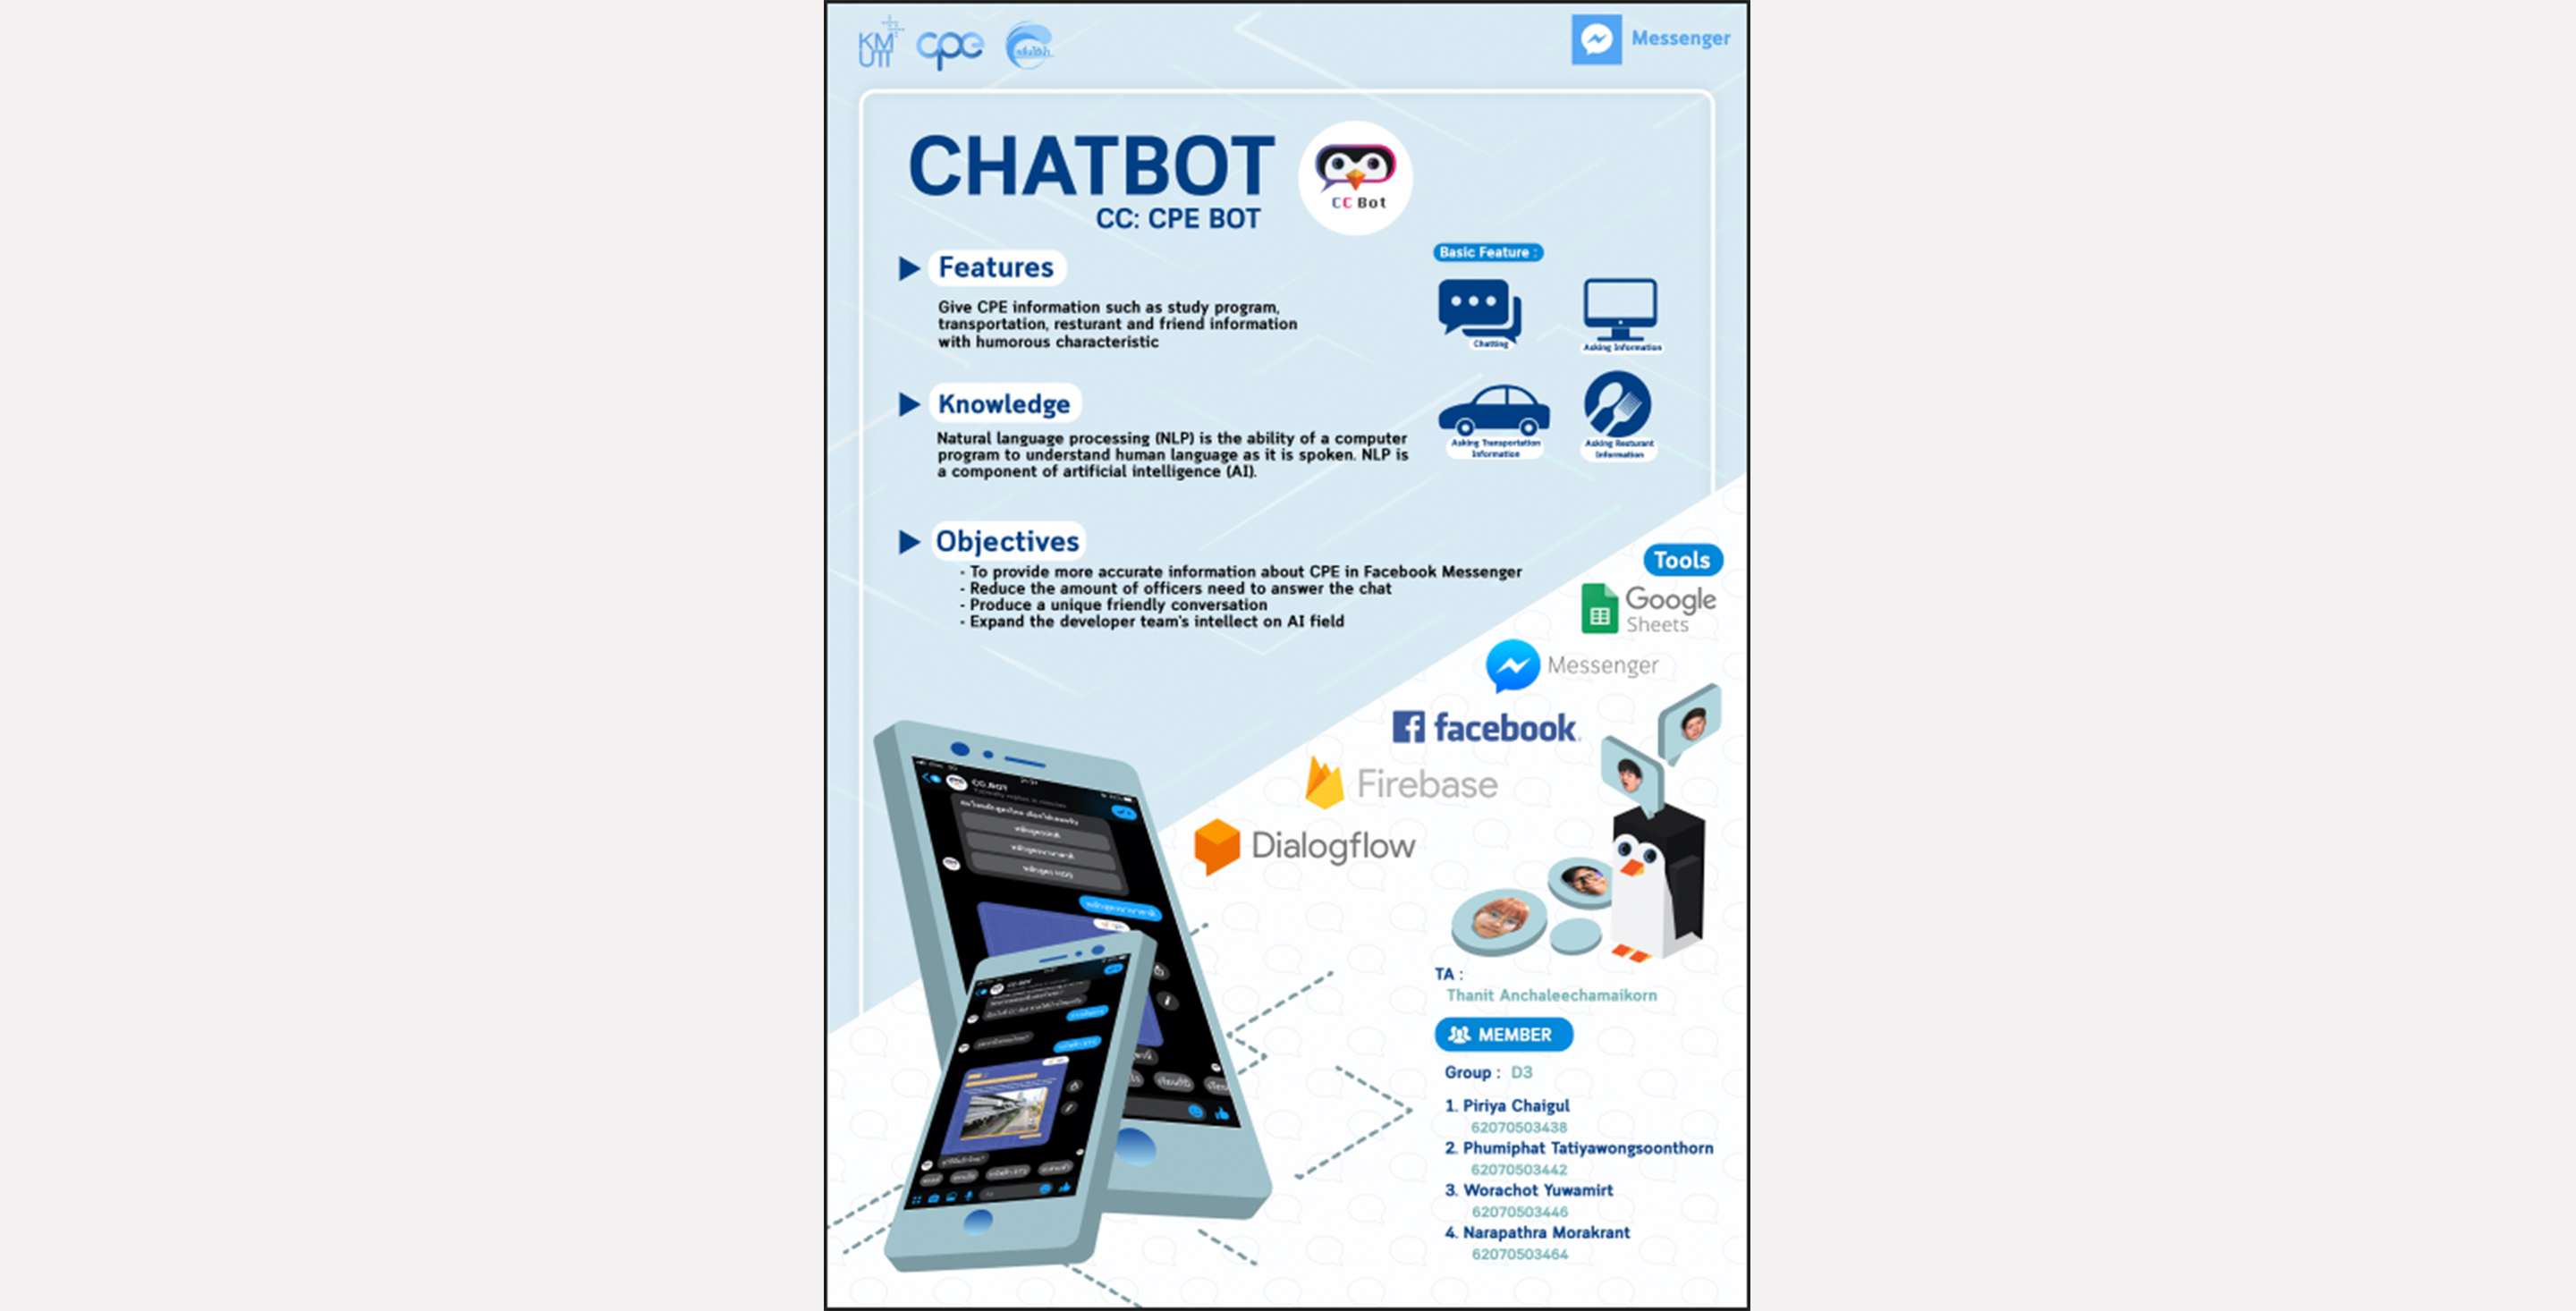 KM
UTT
cpe
Messenger
CHATBOT
CC: CPE BOT
CC Bot
Features
Give CPE information such as study program,
transportation, resturant and friend information
with humorous characteristic
Basic Feature :
Chatting
Asking Information
Asking Transportation
Information
Asking Resturant
Information
Knowledge
Natural language processing (NLP) is the ability of a computer
program to understand human language as it is spoken. NLP is
a component of artificial intelligence (AI).
Objectives
- To provide more accurate information about CPE in Facebook Messenger
- Reduce the amount of officers need to answer the chat
- Produce a unique friendly conversation
- Expand the developer team's intellect on AI field
Tools
Google
Sheets
Messenger
facebook
Firebase
Dialogflow
CC.BOT
TA :
Thanit Anchaleechamaikorn
MEMBER
Group : D3
1. Piriya Chaigul
62070503438
2. Phumiphat Tatiyawongsoonthorn
62070503442
3. Worachot Yuwamirt
62070503446
4. Narapathra Morakrant
62070503464